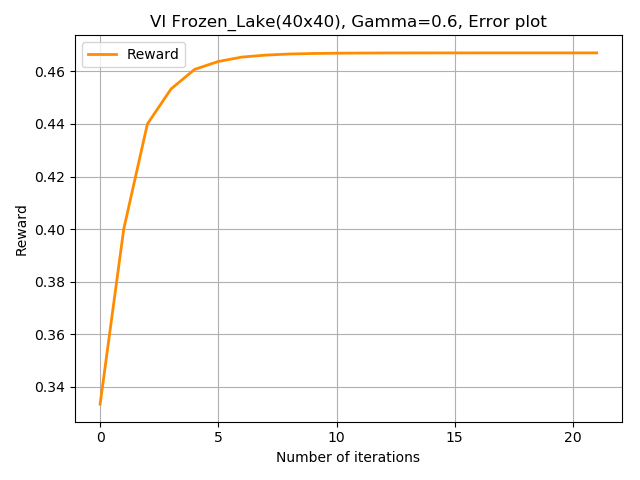 VI Frozen_Lake(40x40), Gamma=0.6, Error plot
Reward
0.46
0.44
0.42
0.40
0.38
0.36
0.34
Reward
0 5 10 15 20
Number of iterations